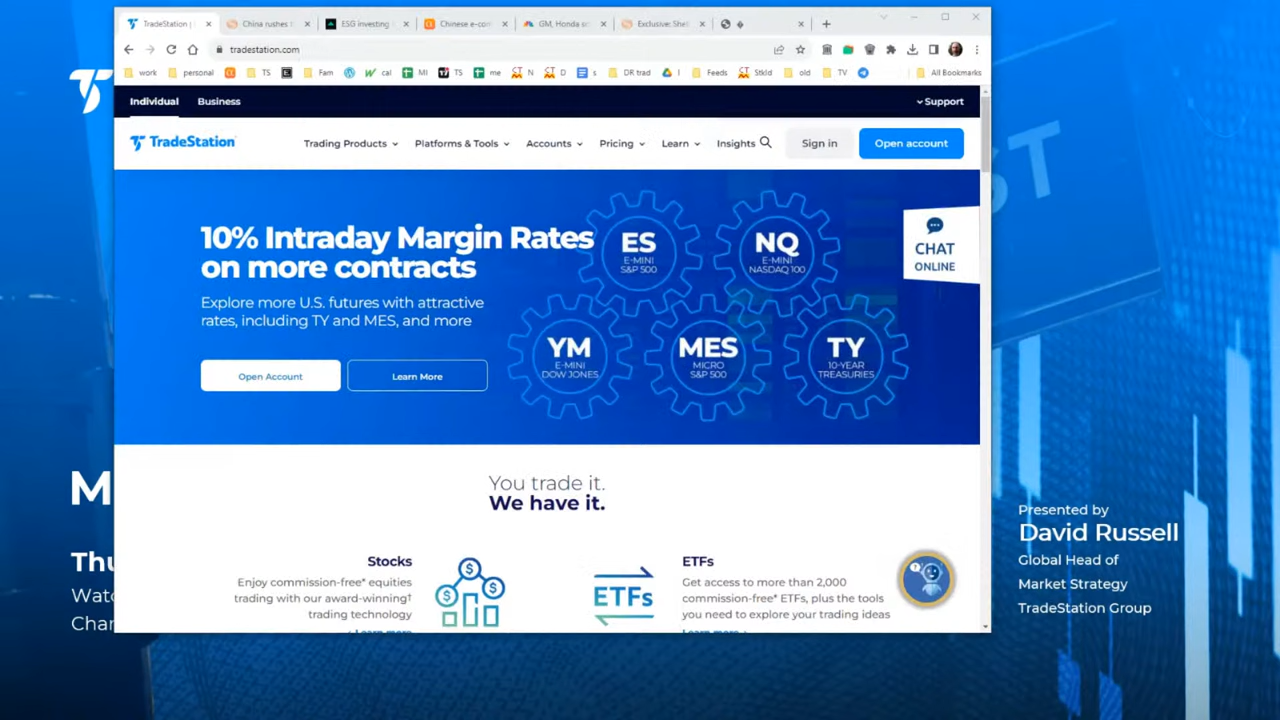 TradeStation |
China rushes t
ESG investing
Chinese e-com
GM, Honda sc
Exclusive: She
tradestation.com
work
personal
TS
Fam
cal
MI
TS
me
N
D
s
DR trad
I
Feeds
Stkld
old
TV
All Bookmarks
Individual
Business
Support
TradeStation
Trading Products
Platforms & Tools
Accounts
Pricing
Learn
Insights
Sign in
Open account
10% Intraday Margin Rates
on more contracts
Explore more U.S. futures with attractive
rates, including TY and MES, and more
Open Account
Learn More
ES
E-MINI
S&P 500
NQ
E-MINI
NASDAQ 100
YM
E-MINI
DOW JONES
MES
MICRO
S&P 500
TY
10-YEAR
TREASURIES
CHAT
ONLINE
You trade it.
We have it.
Stocks
Enjoy commission-free* equities
trading with our award-winning†
trading technology
Learn more
ETFs
ETFs
Get access to more than 2,000
commission-free* ETFs, plus the tools
you need to explore your trading ideas
Learn more
M
Thu
Watc
Chan
Presented by
David Russell
Global Head of
Market Strategy
TradeStation Group